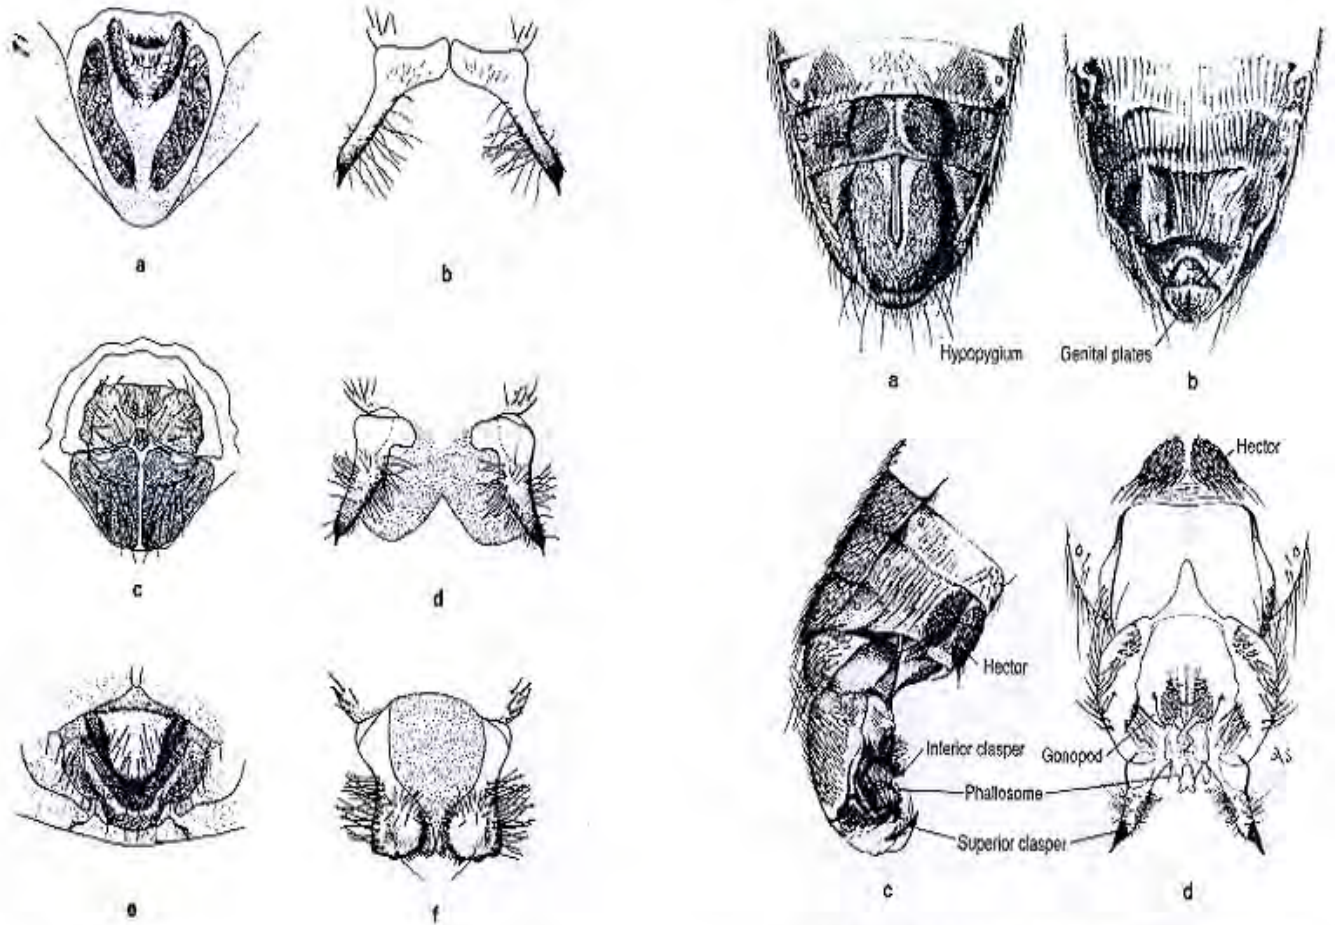 a
b
c
d
e
f
Hypopygium
Genital plates
a
b
Hector
Hector
Inferior clasper
Gonopod
Phallosome
Superior clasper
c
d